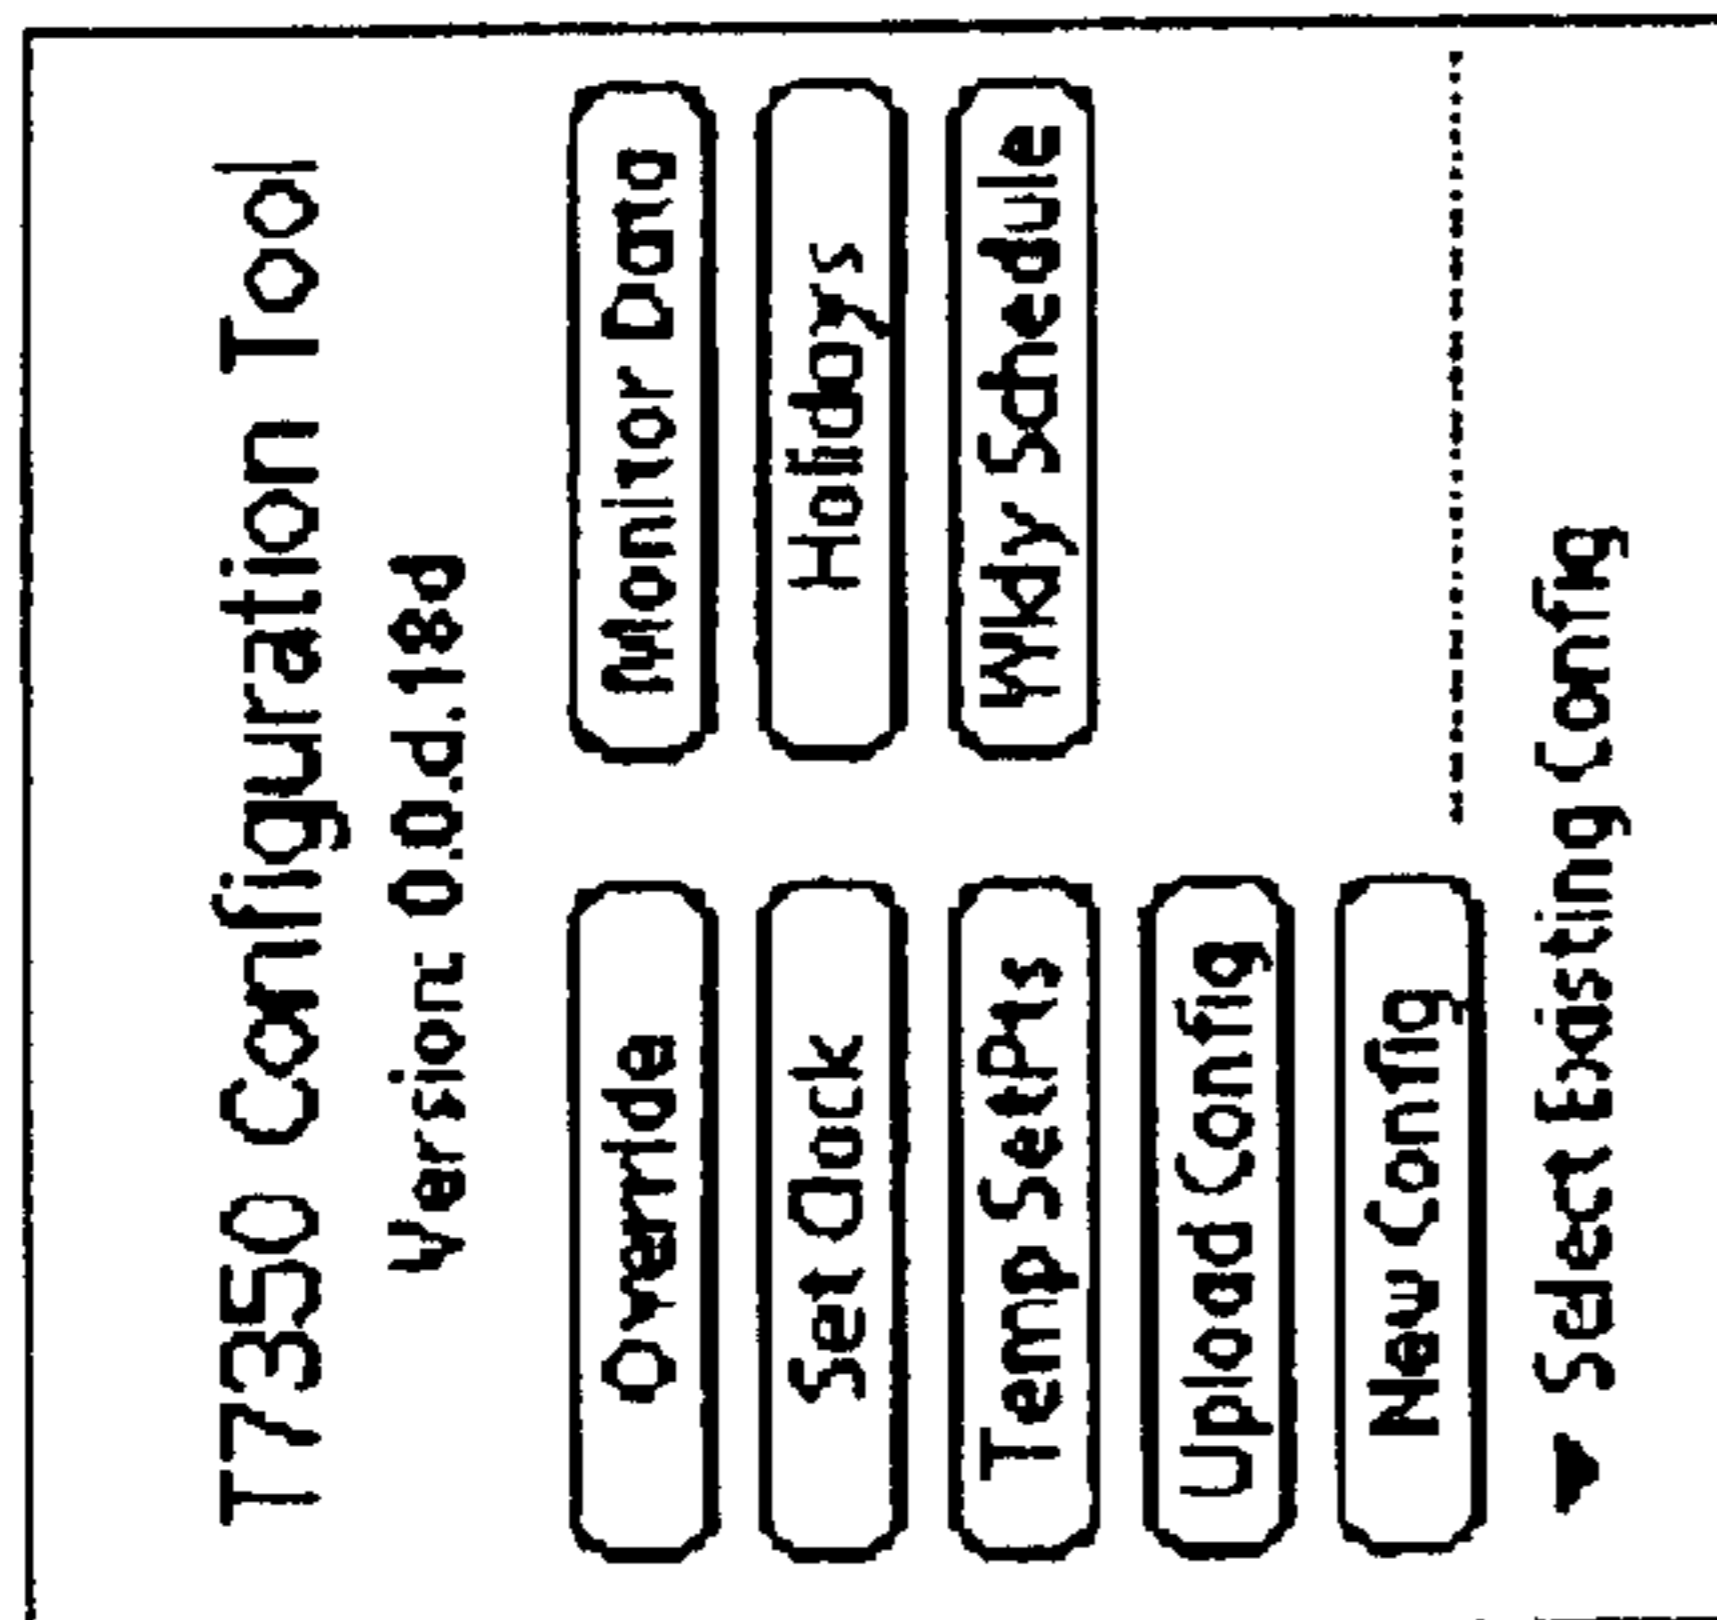 T7350 Configuration Tool
Version: 0.0.d.18d
Override Monitor Data
Set Clock Holidays
Temp SetPts Wkly Schedule
Upload Config
New Config
Select Existing Config